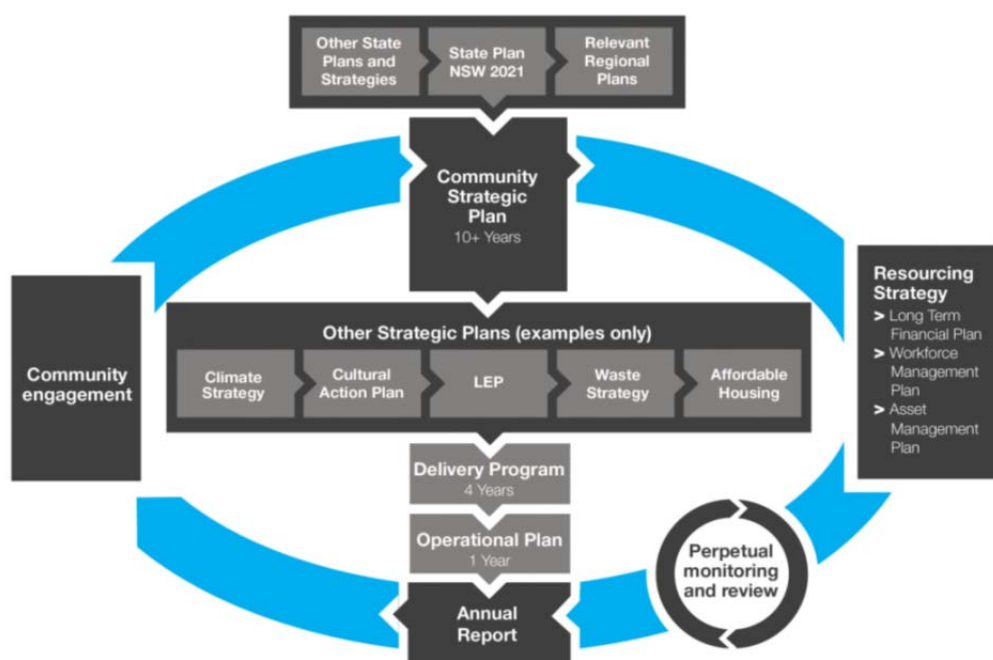 Other State
Plans and
Strategies
State Plan
NSW 2021
Relevant
Regional
Plans
Community
Strategic
Plan
10+ Years
Community
engagement
Resourcing
Strategy
> Long Term
Financial Plan
> Workforce
Management
Plan
> Asset
Management
Plan
Other Strategic Plans (examples only)
Climate
Strategy
Cultural
Action Plan
LEP
Waste
Strategy
Affordable
Housing
Delivery Program
4 Years
Operational Plan
1 Year
Perpetual
monitoring
and review
Annual
Report